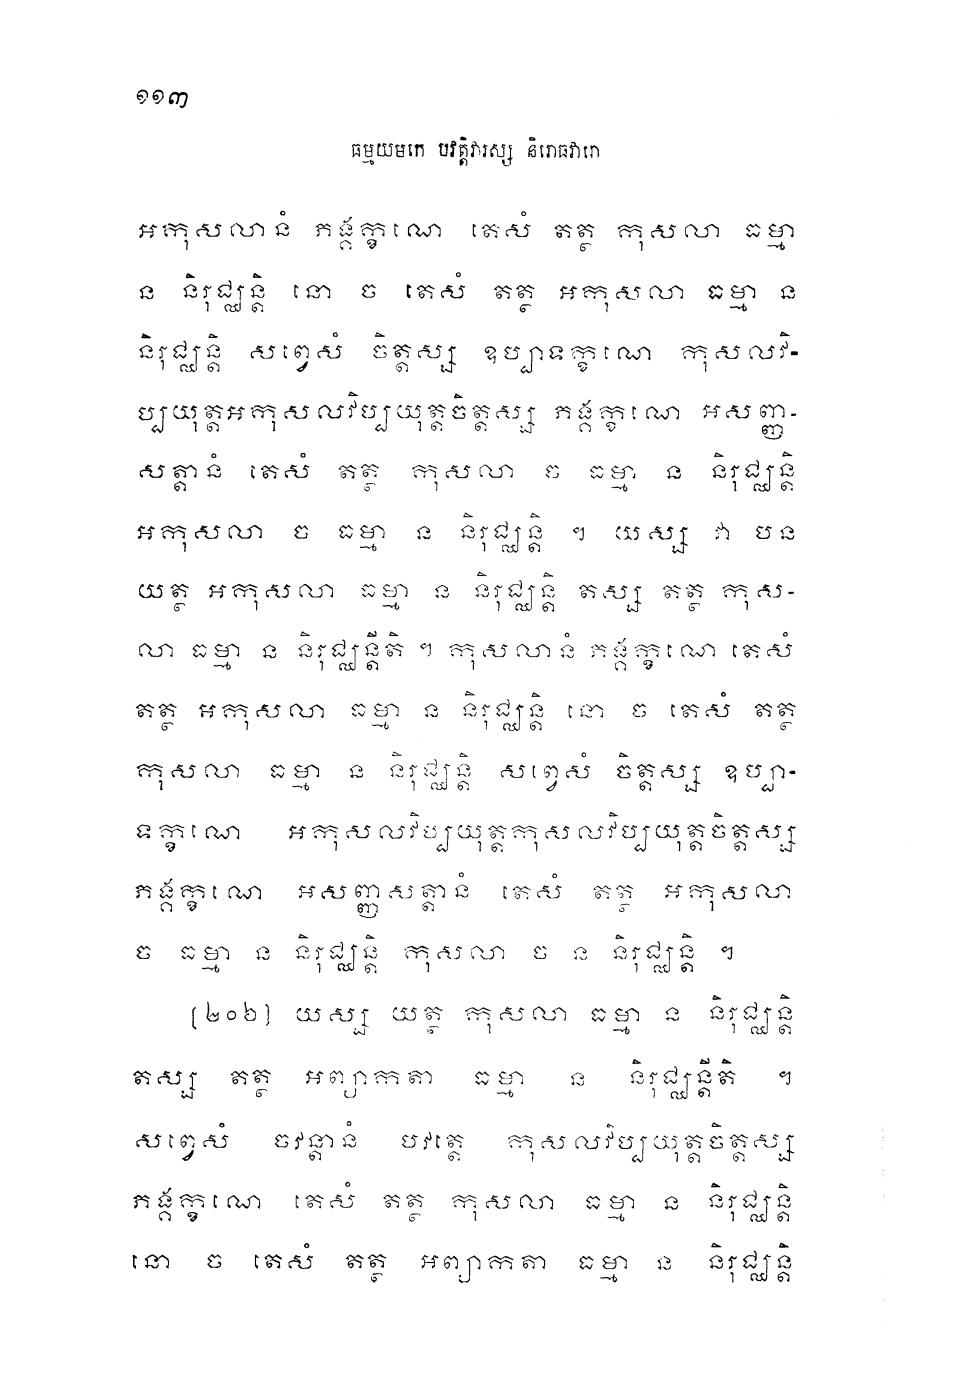 ១១៣
ធម្មយមកេ បវត្តិវារស្ស និរោធវារោ
អកុសលានំ ភង្គក្ខណេ តេសំ តត្ថ កុសលា ធម្មា
ន និរុជ្ឈន្តិ នោ ច តេសំ តត្ថ អកុសលា ធម្មា ន
និរុជ្ឈន្តិ សព្វេសំ ចិត្តស្ស ឧប្បាទក្ខណេ កុសលវិ-
ប្បយុត្តអកុសលវិប្បយុត្តចិត្តស្ស ភង្គក្ខណេ អសញ្ញ-
សត្តានំ តេសំ តត្ថ កុសលា ច ធម្មា ន និរុជ្ឈន្តិ
អកុសលា ច ធម្មា ន និរុជ្ឈន្តិ ។ យស្ស វា បន
យត្ថ អកុសលា ធម្មា ន និរុជ្ឈន្តិ តស្ស តត្ថ កុស-
លា ធម្មា ន និរុជ្ឈន្តីតិ ។ កុសលានំ ភង្គក្ខណេ តេសំ
តត្ថ អកុសលា ធម្មា ន និរុជ្ឈន្តិ នោ ច តេសំ តត្ថ
កុសលា ធម្មា ន និរុជ្ឈន្តិ សព្វេសំ ចិត្តស្ស ឧប្បា-
ទក្ខណេ អកុសលវិប្បយុត្តកុសលវិប្បយុត្តចិត្តស្ស
ភង្គក្ខណេ អសញ្ញសត្តានំ តេសំ តត្ថ អកុសលា
ច ធម្មា ន និរុជ្ឈន្តិ កុសលា ច ន និរុជ្ឈន្តិ ។
[២០៦] យស្ស យត្ថ កុសលា ធម្មា ន និរុជ្ឈន្តិ
តស្ស តត្ថ អព្យាកតា ធម្មា ន និរុជ្ឈន្តីតិ ។
សព្វេសំ ចវន្តានំ បវត្តេ កុសលវិប្បយុត្តចិត្តស្ស
ភង្គក្ខណេ តេសំ តត្ថ កុសលា ធម្មា ន និរុជ្ឈន្តិ
នោ ច តេសំ តត្ថ អព្យាកតា ធម្មា ន និរុជ្ឈន្តិ